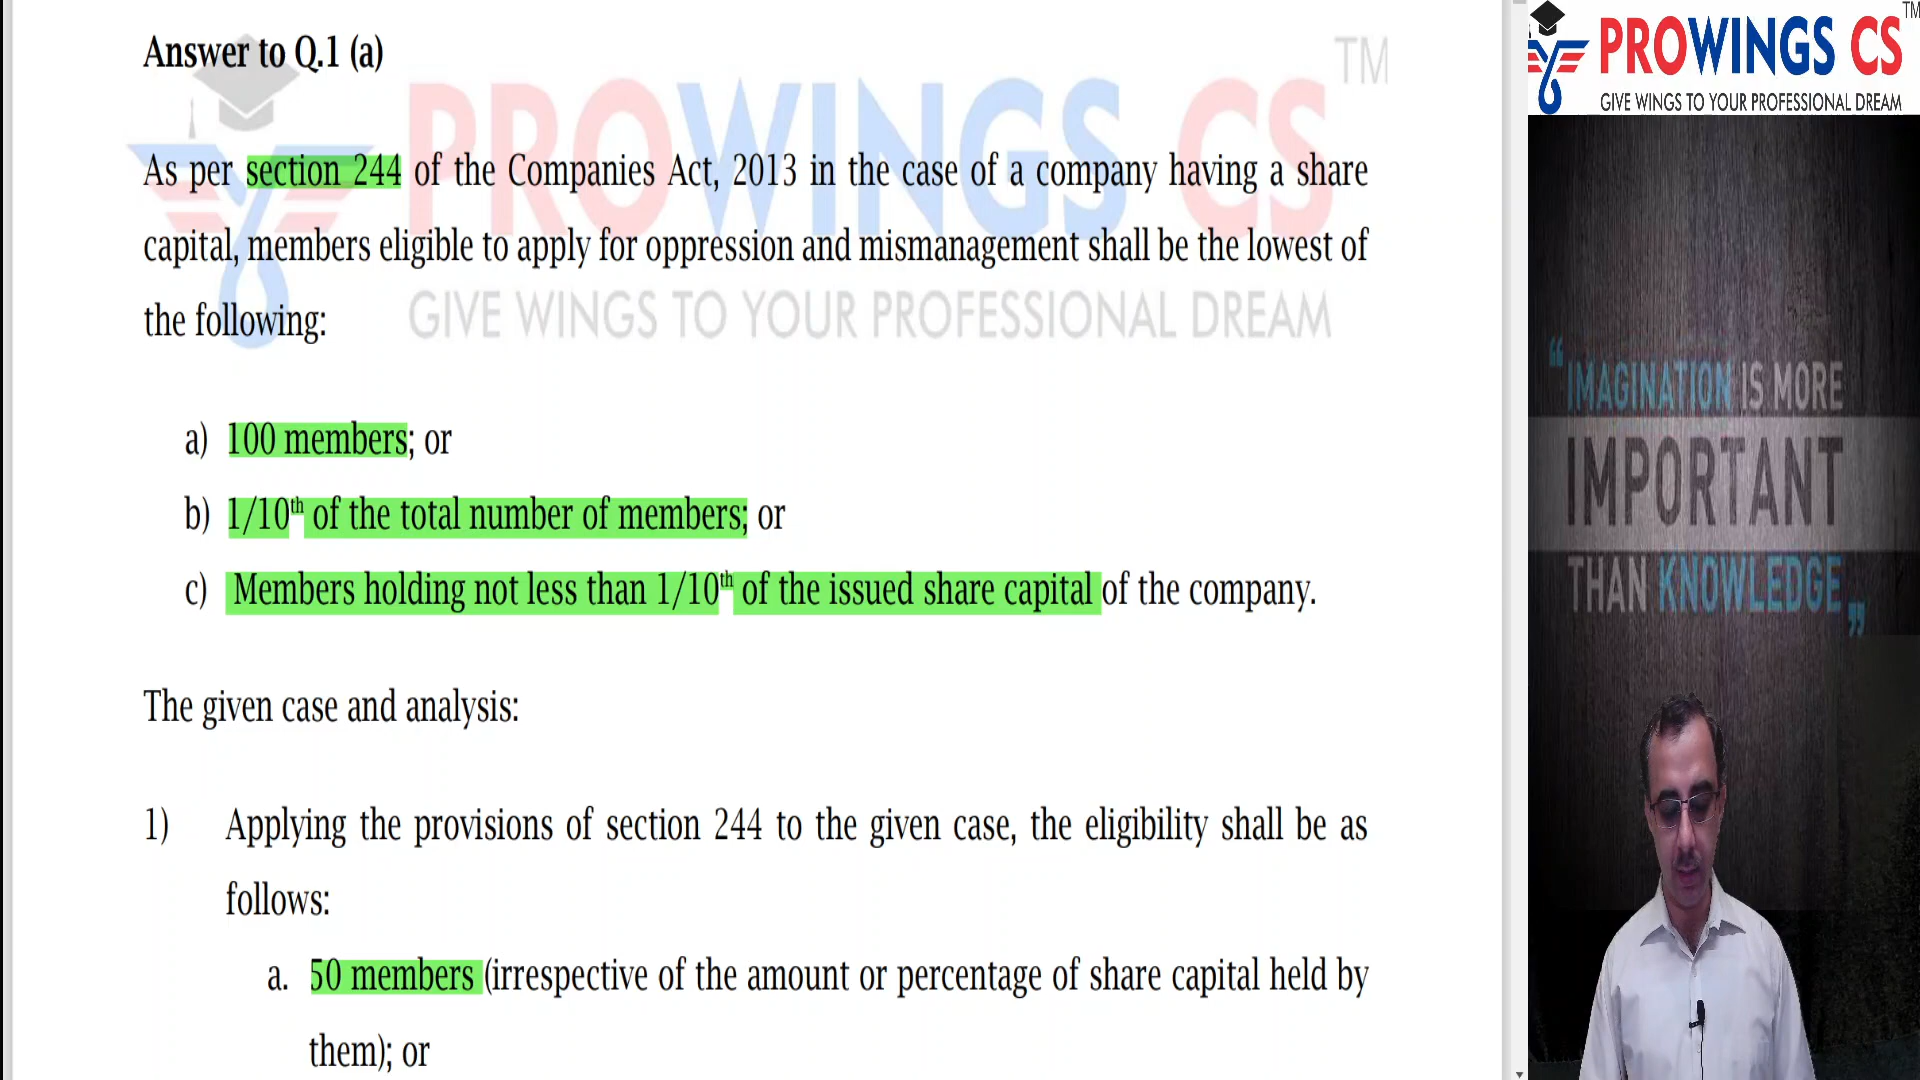 Answer to Q.1 (a)
TM
PROWINGS CS
GIVE WINGS TO YOUR PROFESSIONAL DREAM
As per section 244 of the Companies Act, 2013 in the case of a company having a share
capital, members eligible to apply for oppression and mismanagement shall be the lowest of
the following:
a) 100 members; or
b) 1/10th of the total number of members; or
c) Members holding not less than 1/10th of the issued share capital of the company.
The given case and analysis:
1) Applying the provisions of section 244 to the given case, the eligibility shall be as
follows:
a. 50 members (irrespective of the amount or percentage of share capital held by
them); or
TM
PROWINGS CS
GIVE WINGS TO YOUR PROFESSIONAL DREAM
“IMAGINATION IS MORE
IMPORTANT
THAN KNOWLEDGE”